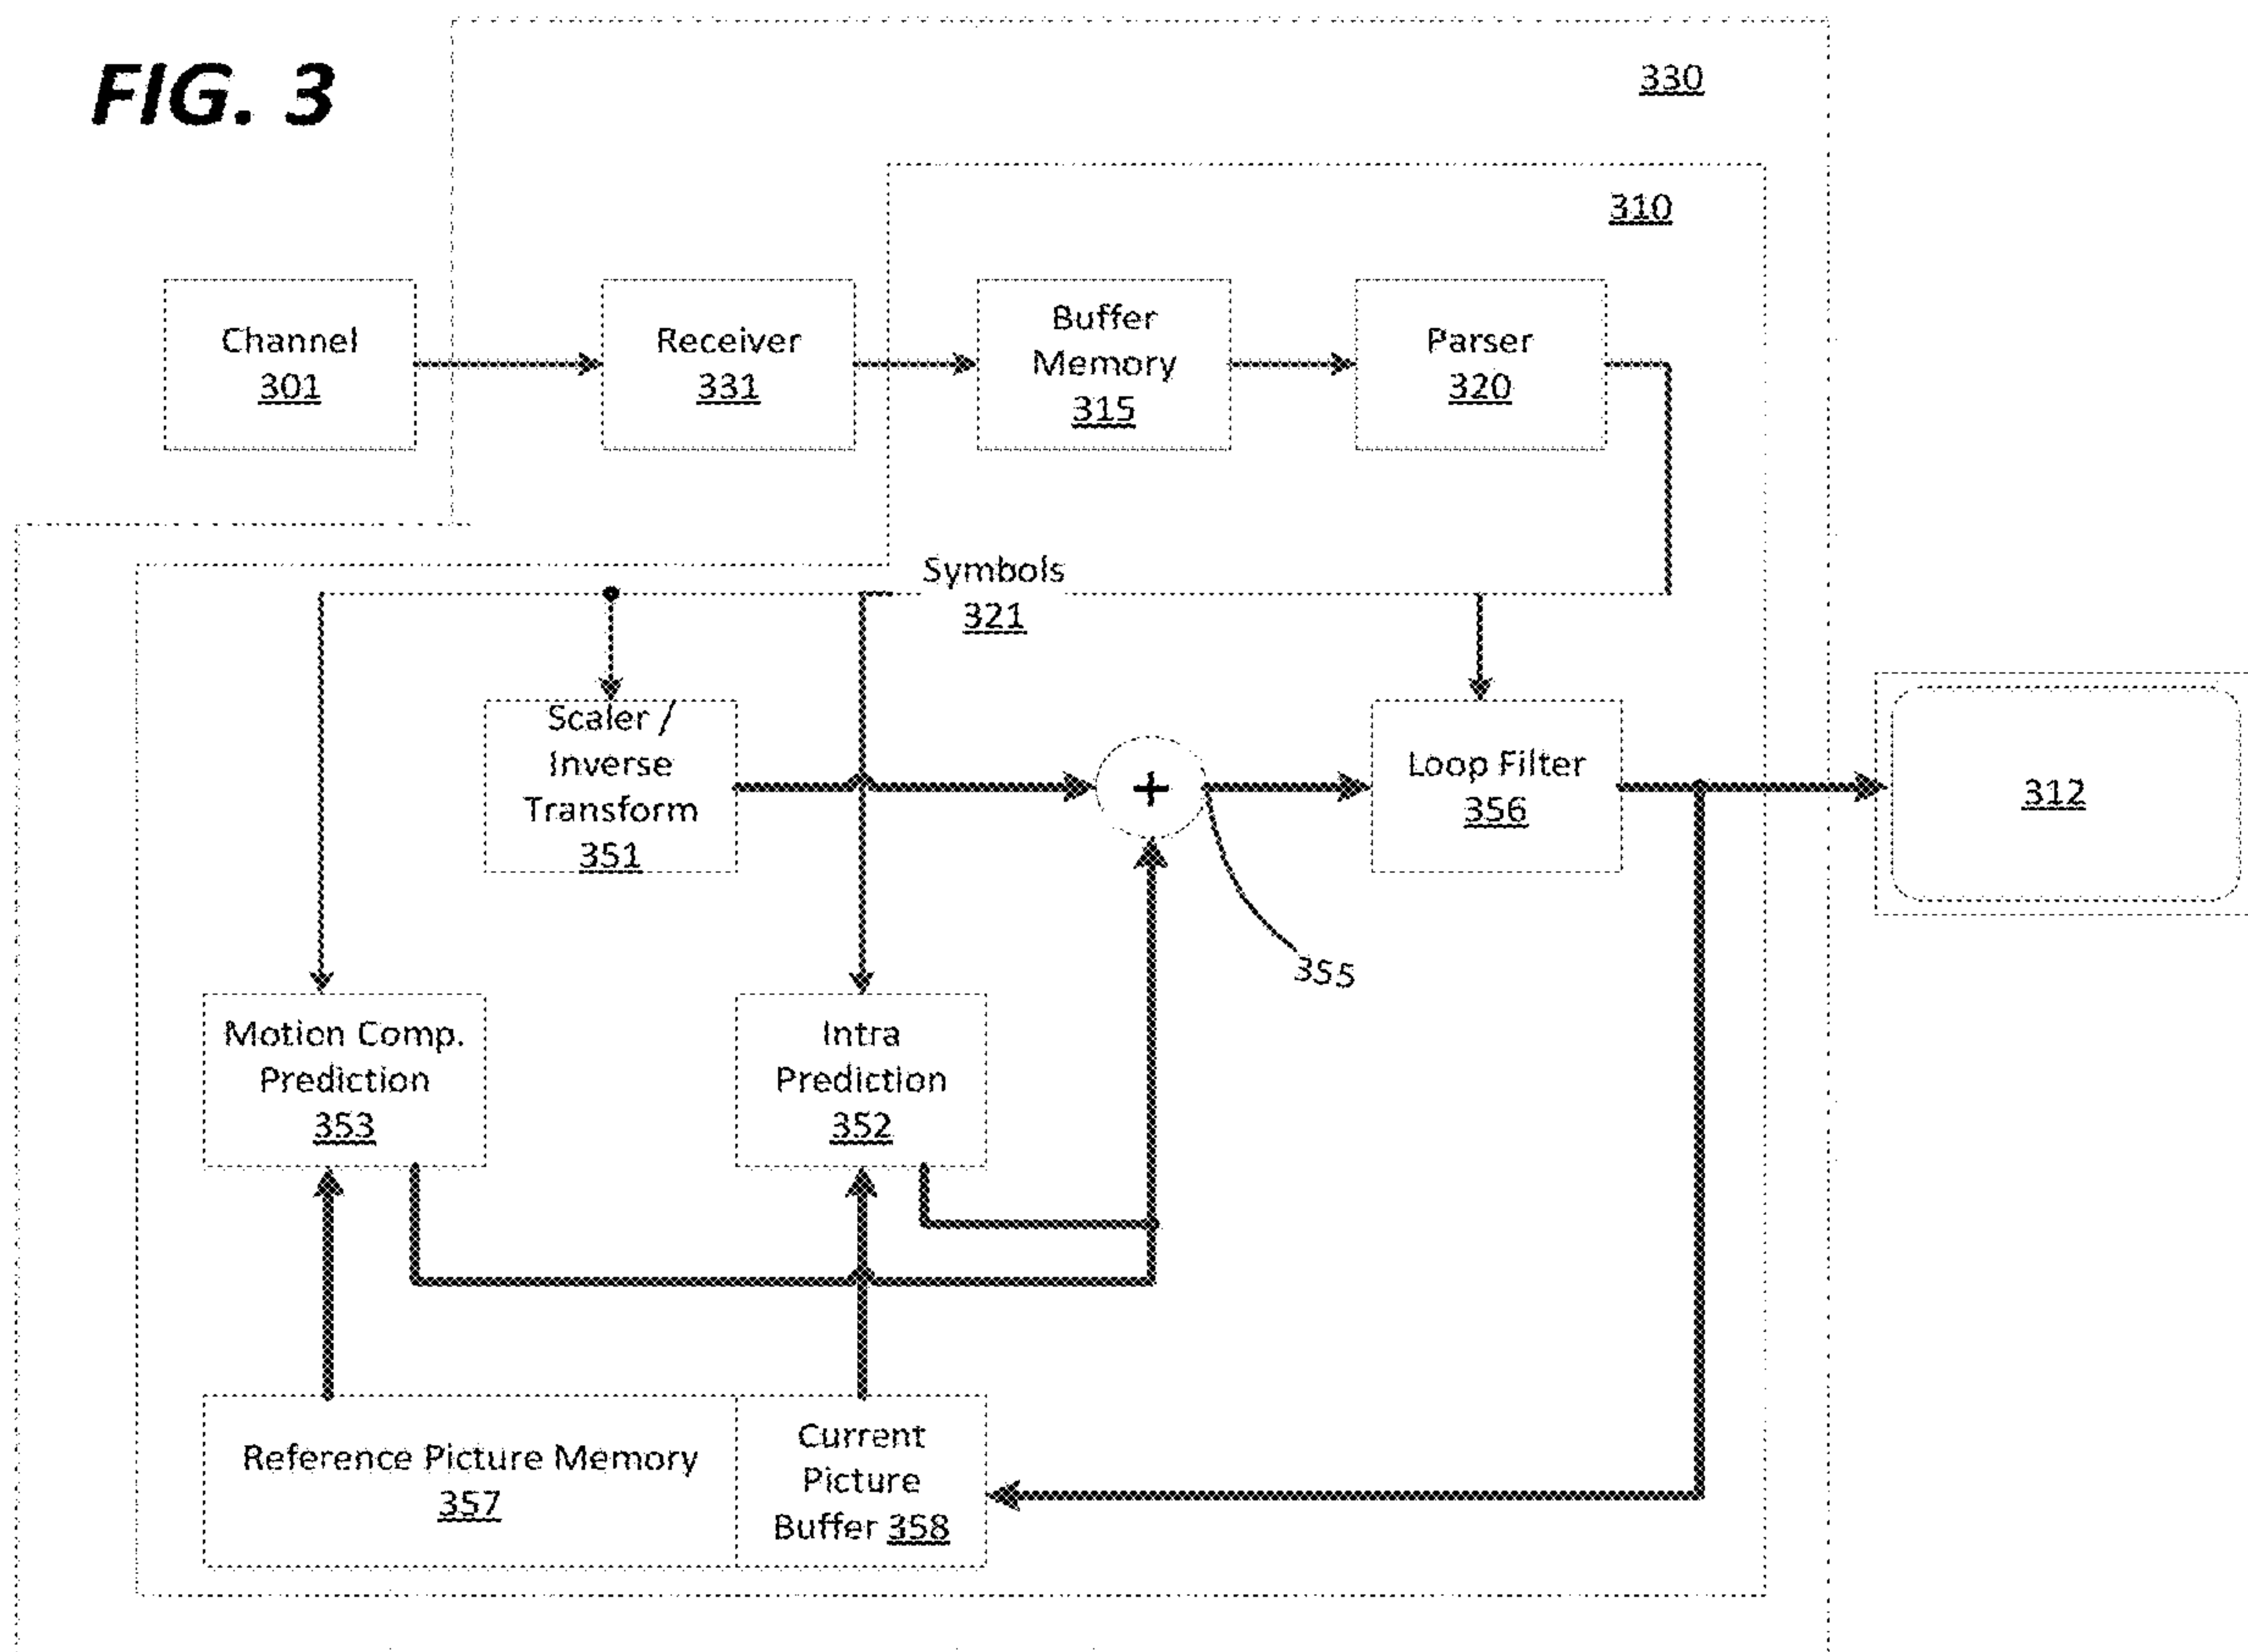 FIG. 3
330
310
Channel
301
Receiver
331
Buffer
Memory
315
Parser
320
Symbols
321
Scaler /
Inverse
Transform
351
+
Loop Filter
356
312
355
Motion Comp.
Prediction
353
Intra
Prediction
352
Reference Picture Memory
357
Current
Picture
Buffer 358